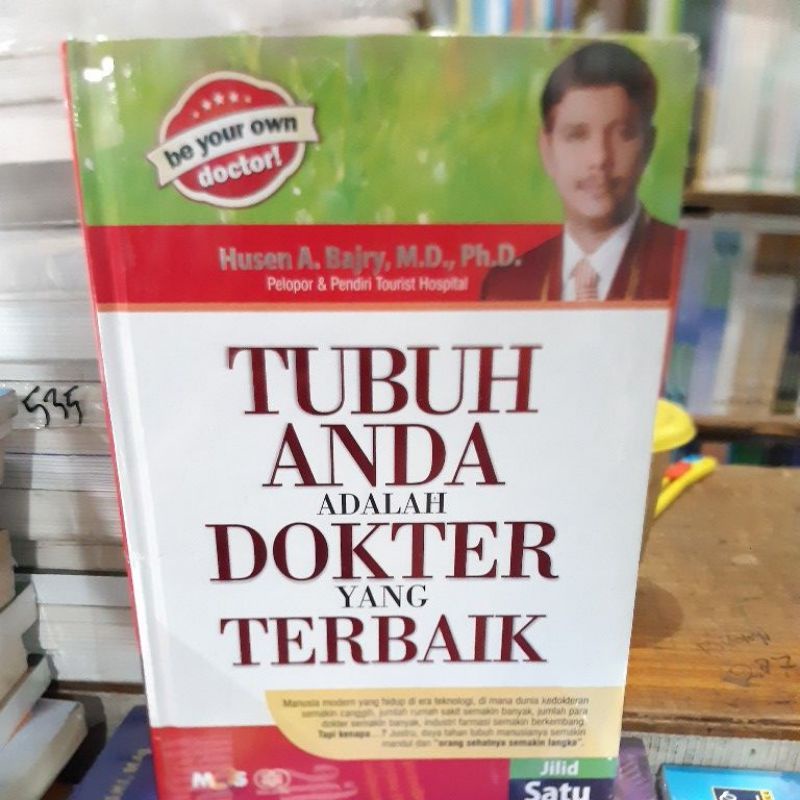 be your own
doctor!
Husen A. Bajry, M.D., Ph.D.
Pelopor & Pendiri Tourist Hospital
TUBUH
ANDA
ADALAH
DOKTER
YANG
TERBAIK
Manusia modern yang hidup di era teknologi, di mana dunia kedokteran
semakin canggih, jumlah rumah sakit semakin banyak, jumlah para
dokter semakin banyak, industri farmasi semakin berkembang.
Tapi kenapa...? Justru, daya tahan tubuh manusianya semakin
mandul dan "orang sehatnya semakin langka".
Jilid
Satu
535